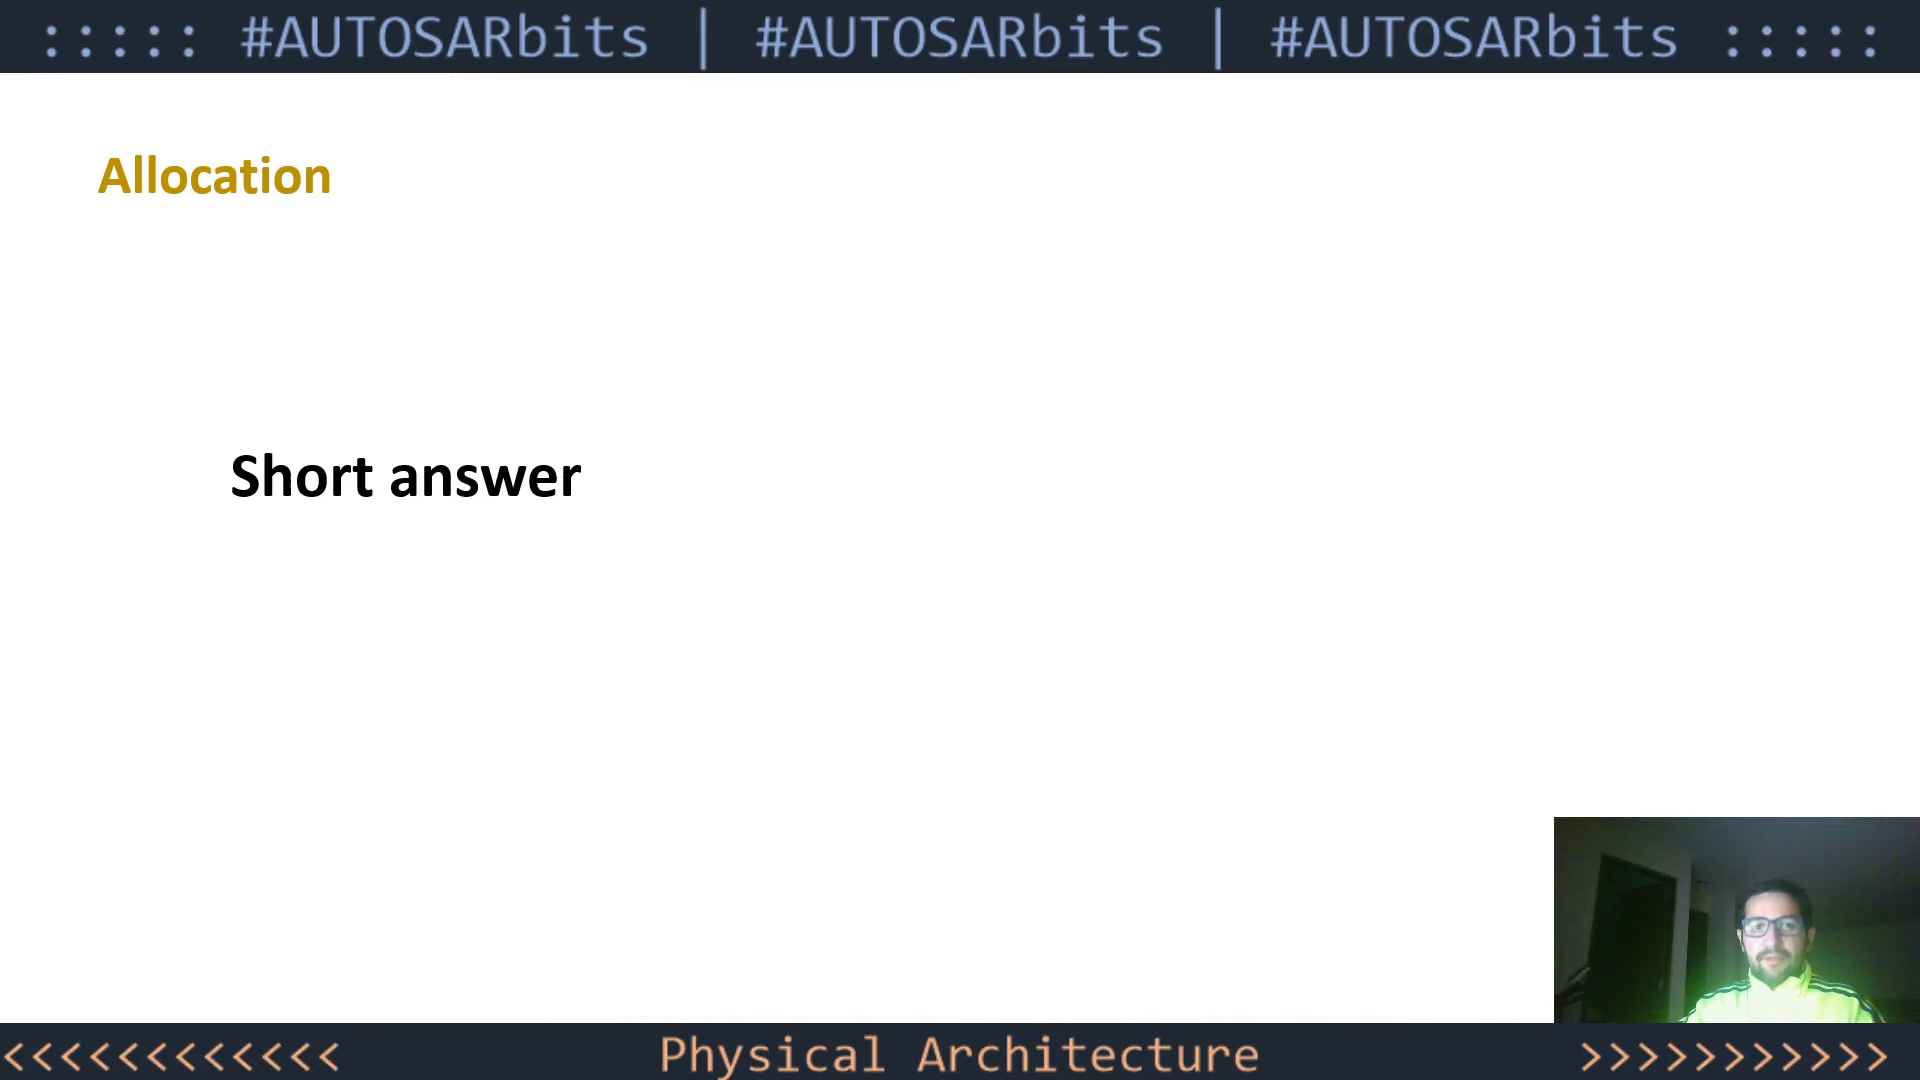 ::::: #AUTOSARbits | #AUTOSARbits | #AUTOSARbits :::::
Allocation
Short answer
<<<<<<<<<<<< Physical Architecture >>>>>>>>>>>